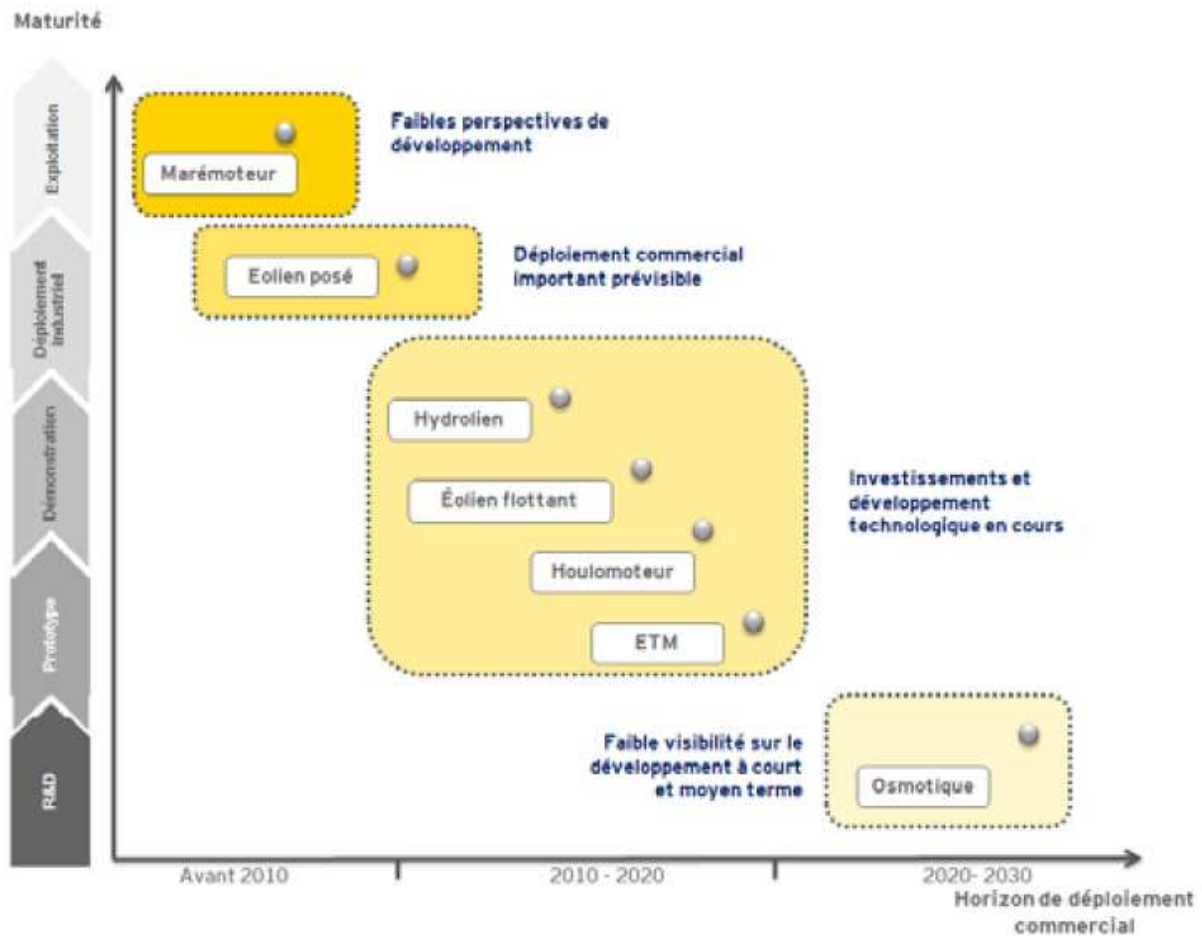 Maturité
Exploitation
Déploiement
industriel
Démonstration
Prototype
R&D
Faibles perspectives de
développement
Marémoteur
Déploiement commercial
important prévisible
Eolien posé
Hydrolien
Éolien flottant
Houlomoteur
ETM
Investissements et
développement
technologique en cours
Faible visibilité sur le
développement à court
et moyen terme
Osmotique
Avant 2010
2010 - 2020
2020- 2030
Horizon de déploiement
commercial